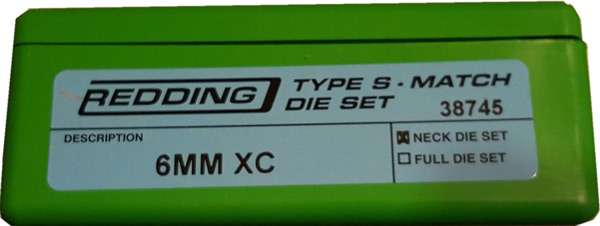 REDDING TYPE S - MATCH
DIE SET 38745
DESCRIPTION
6MM XC
☒ NECK DIE SET
☐ FULL DIE SET